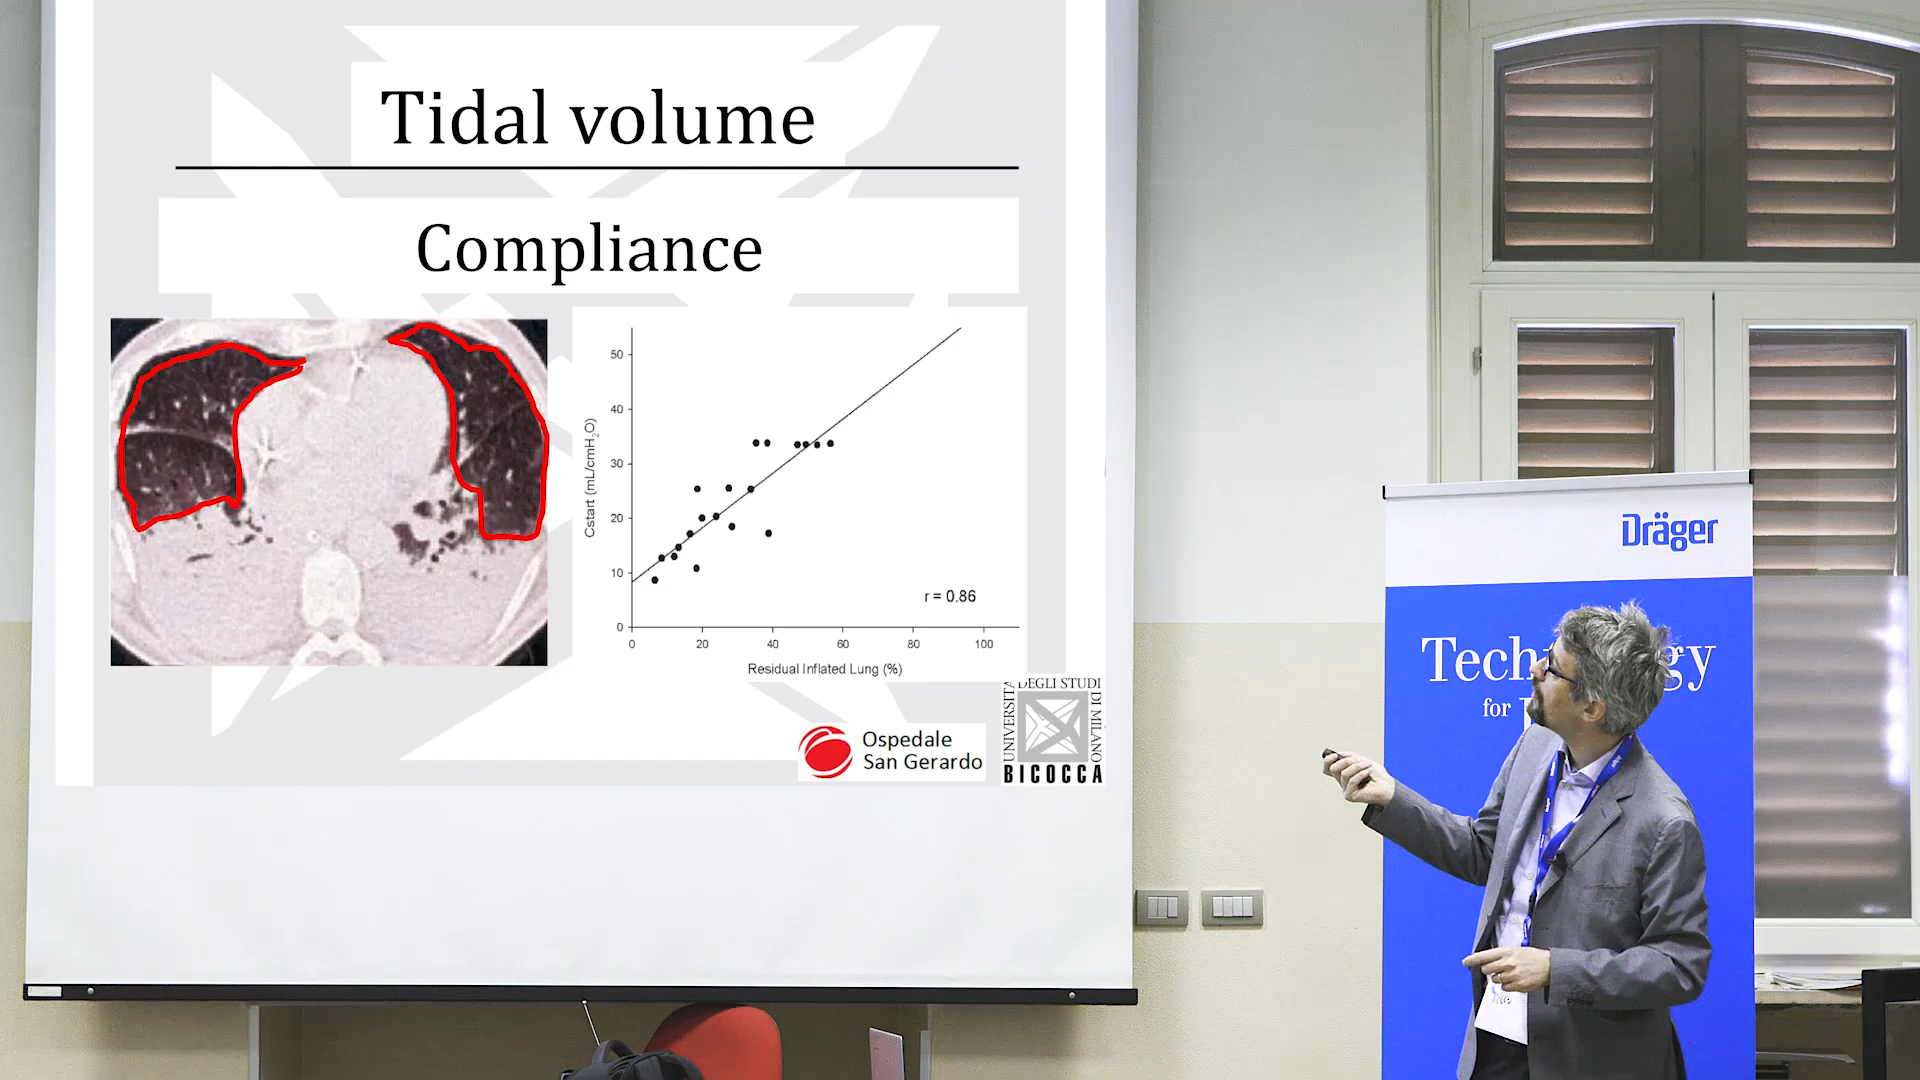 Tidal volume
Compliance
50
40
30
20
10
0
Cstart (mL/cmH₂O)
r = 0.86
0 20 40 60 80 100
Residual Inflated Lung (%)
Ospedale
San Gerardo
UNIVERSITÀ
DEGLI STUDI
DI MILANO
BICOCCA
Dräger
for